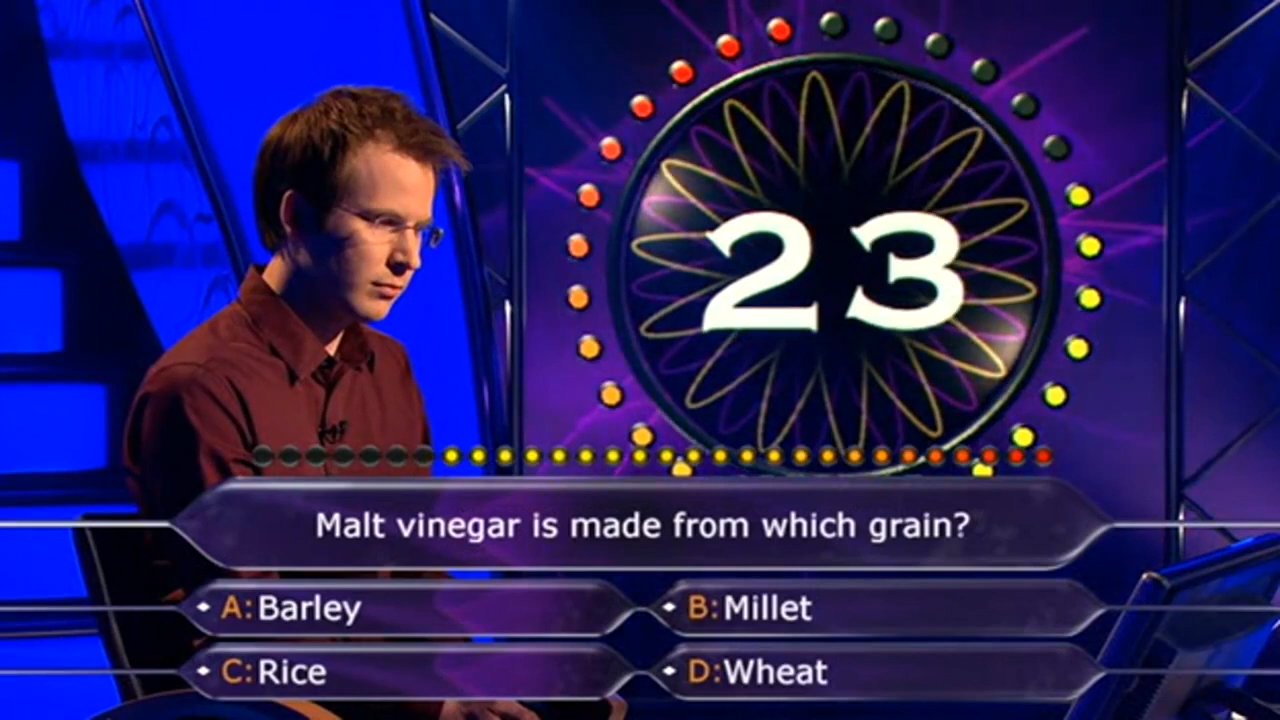 23
Malt vinegar is made from which grain?
A: Barley
B: Millet
C: Rice
D: Wheat